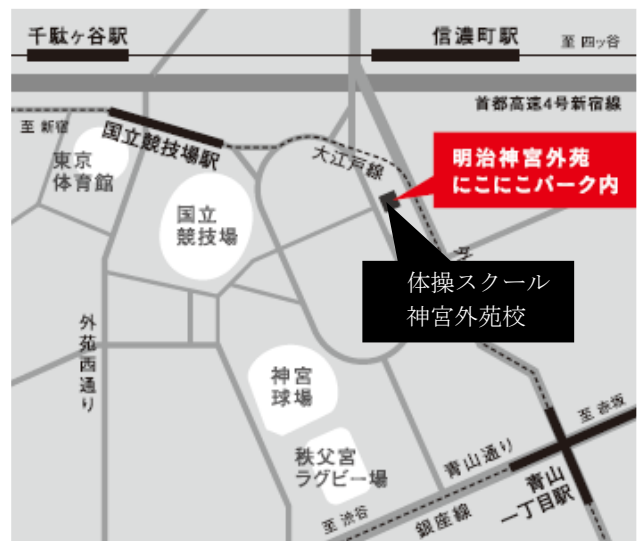 千駄ヶ谷駅
信濃町駅
至 四ッ谷
首都高速4号新宿線
至 新宿
国立競技場駅
大江戸線
明治神宮外苑
にこにこパーク内
東京
体育館
国立
競技場
外
体操スクール
神宮外苑校
外苑西通り
神宮
球場
秩父宮
ラグビー場
青山通り
至 赤坂
青山
一丁目駅
至 渋谷
銀座線